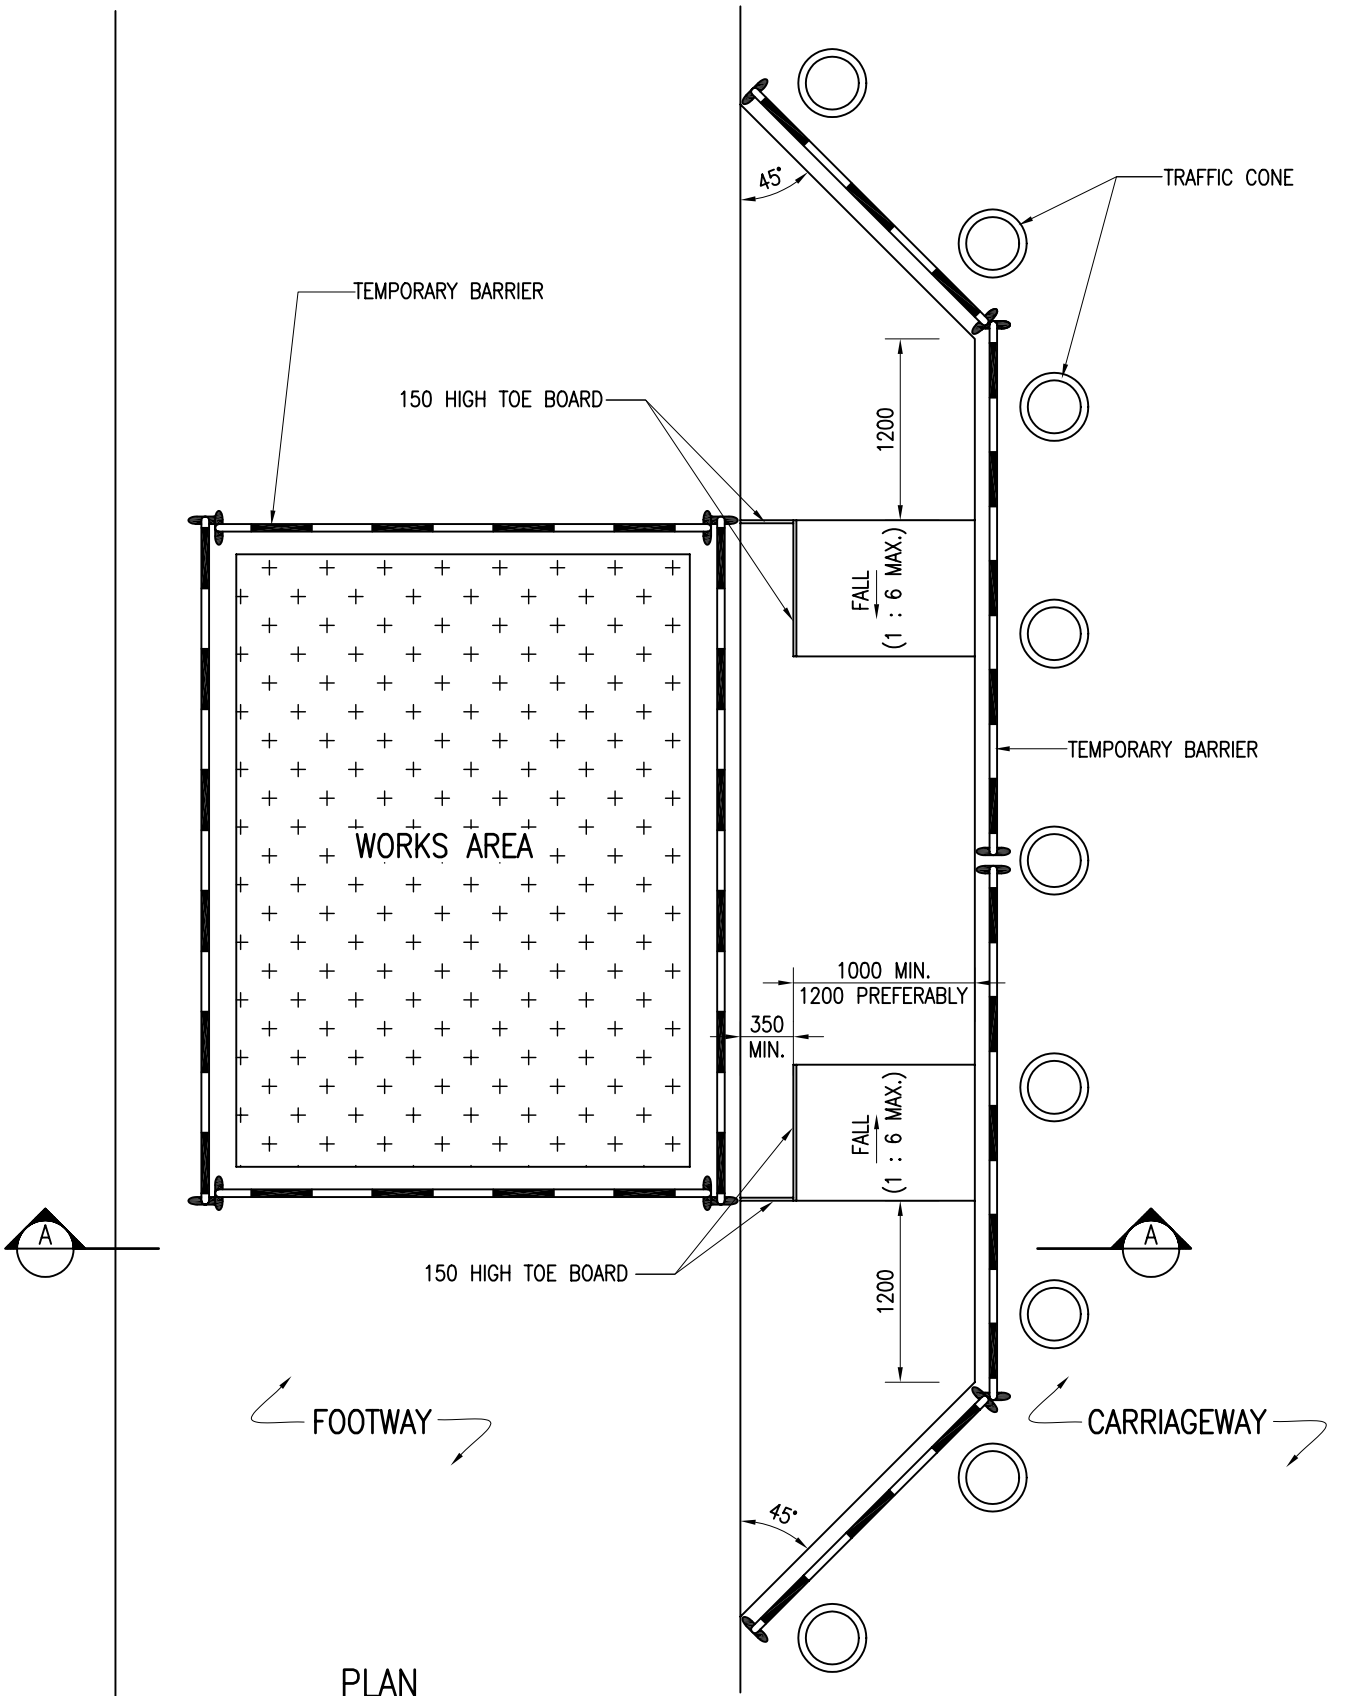 45°
TRAFFIC CONE
TEMPORARY BARRIER
150 HIGH TOE BOARD
1200
FALL
(1 : 6 MAX.)
TEMPORARY BARRIER
WORKS AREA
1000 MIN.
1200 PREFERABLY
350
MIN.
FALL
(1 : 6 MAX.)
A
A
150 HIGH TOE BOARD
1200
FOOTWAY
CARRIAGEWAY
45°
PLAN